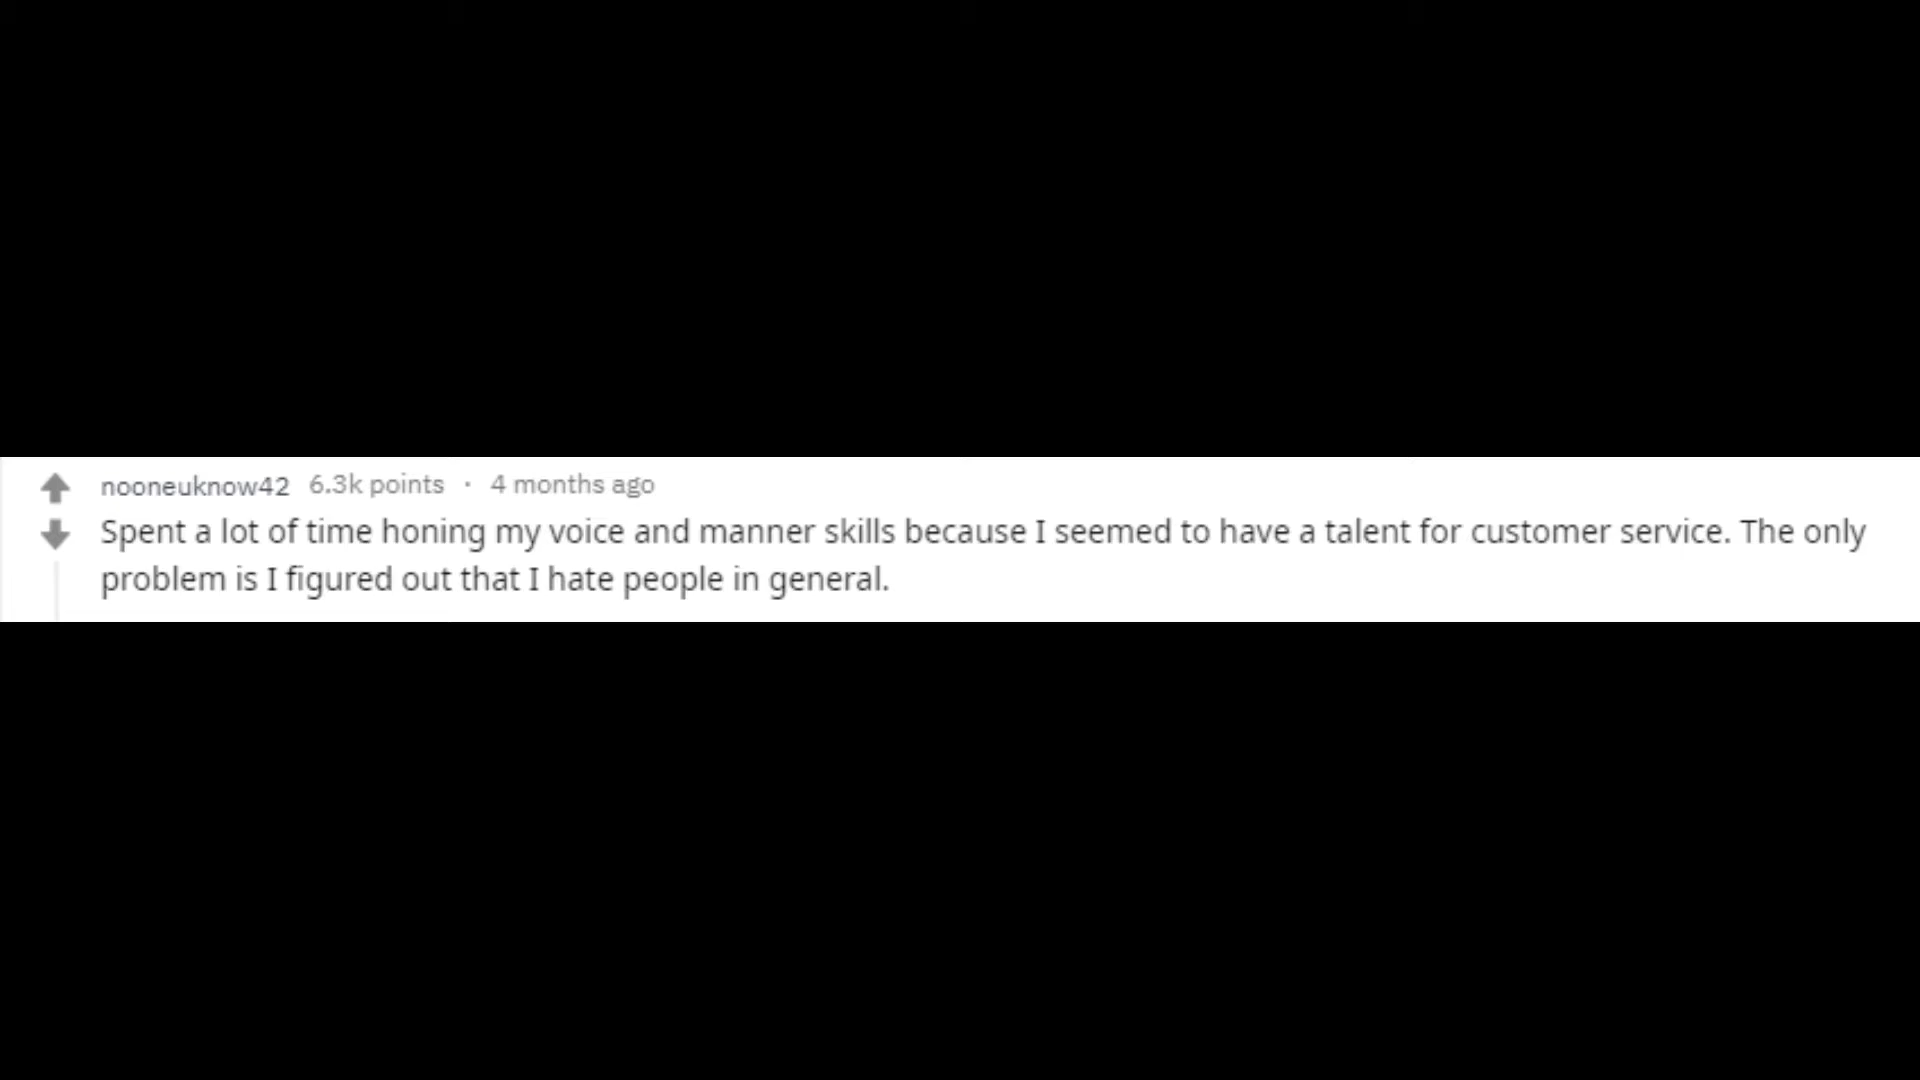 nooneuknow42 6.3k points · 4 months ago
Spent a lot of time honing my voice and manner skills because I seemed to have a talent for customer service. The only
problem is I figured out that I hate people in general.